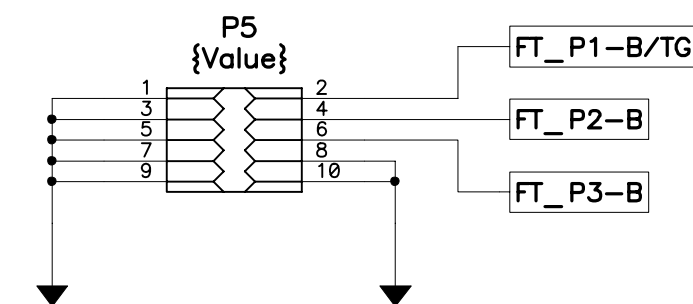 P5
{Value}
FT_P1-B/TG
1 2
3 4
5 6
7 8
9 10
FT_P2-B
FT_P3-B